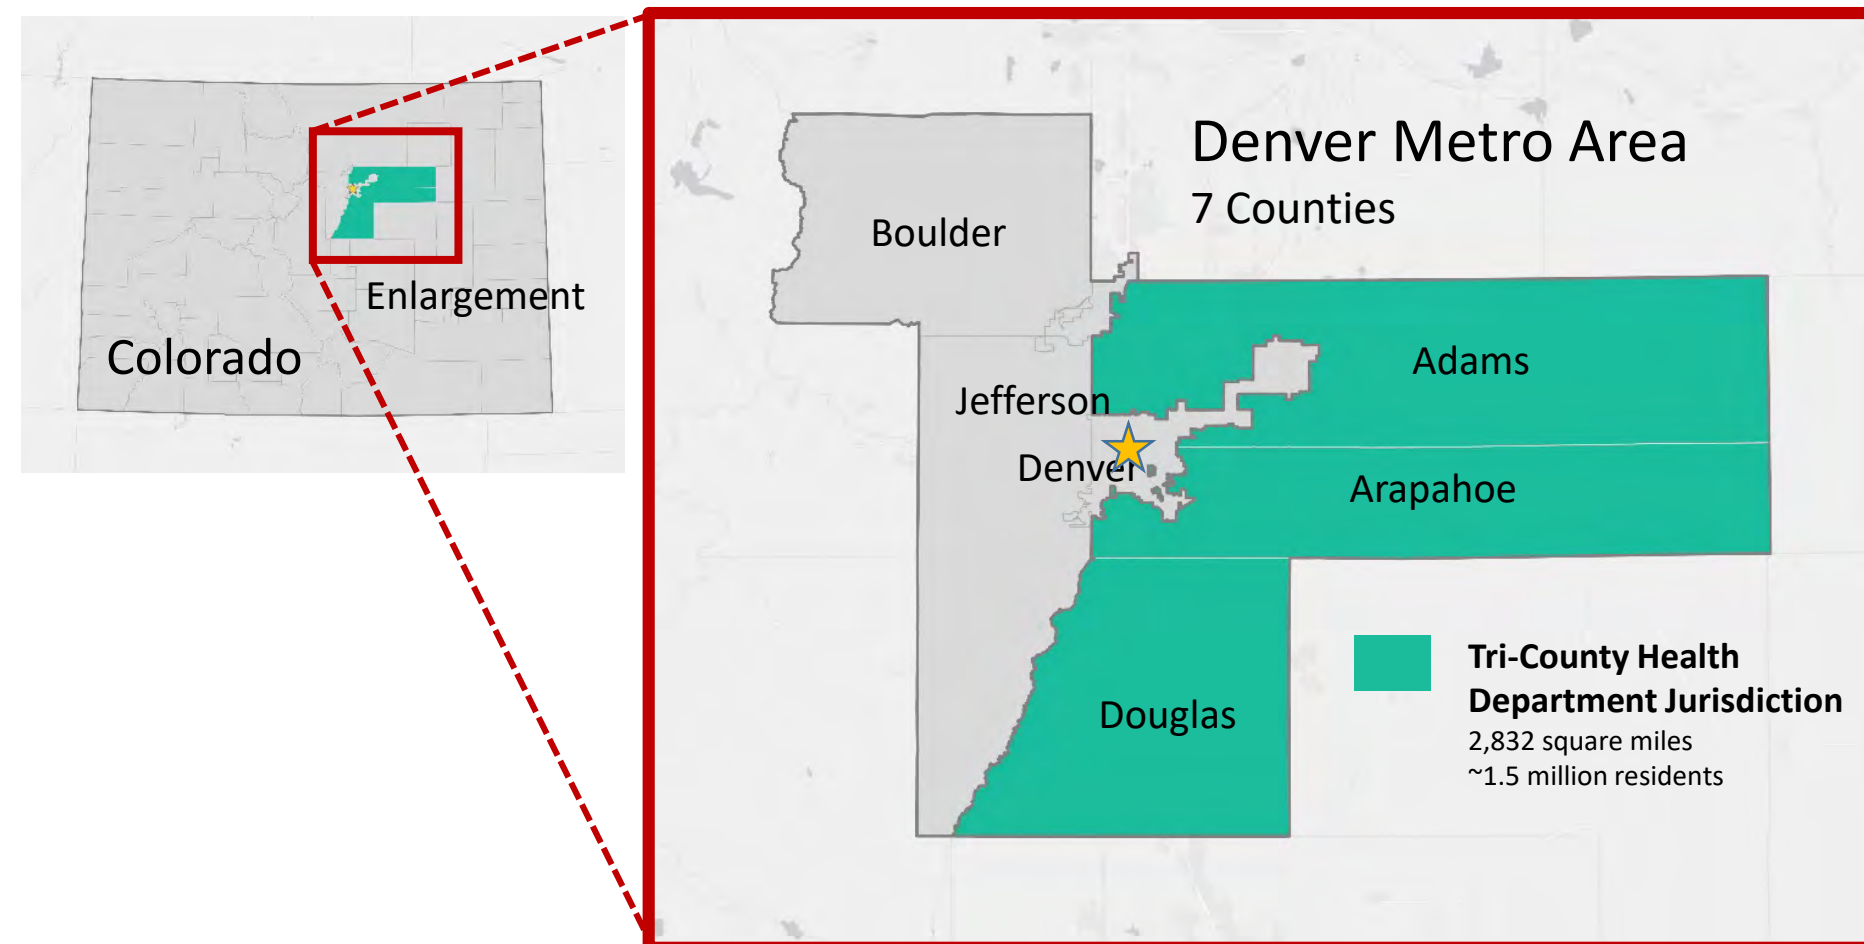 Colorado
Enlargement
Denver Metro Area
7 Counties
Boulder
Adams
Jefferson
Denver
Arapahoe
Douglas
Tri-County Health
Department Jurisdiction
2,832 square miles
~1.5 million residents